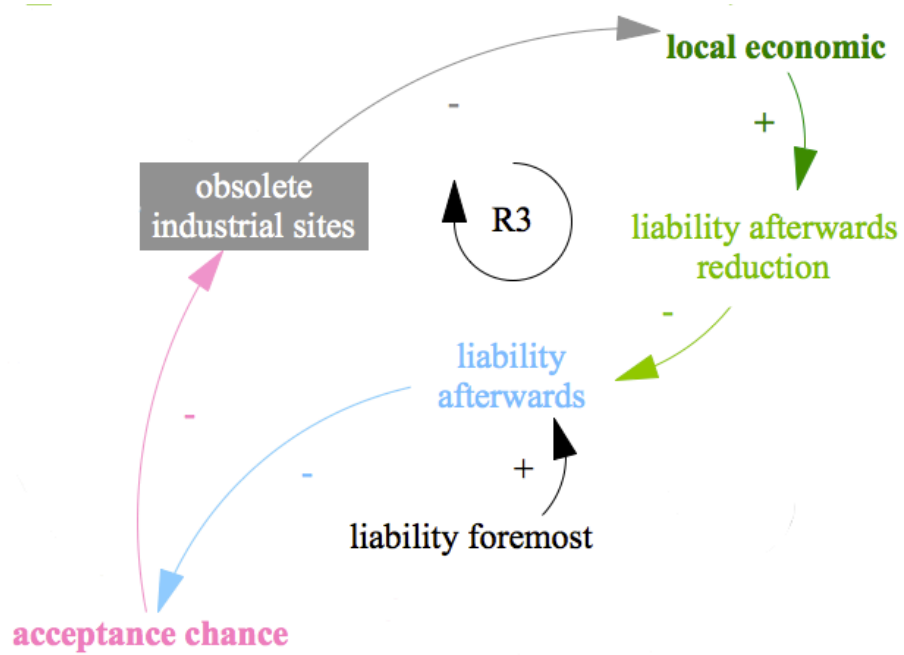 local economic
-
+
obsolete
industrial sites
R3
liability afterwards
reduction
-
liability
afterwards
-
-
+
liability foremost
acceptance chance